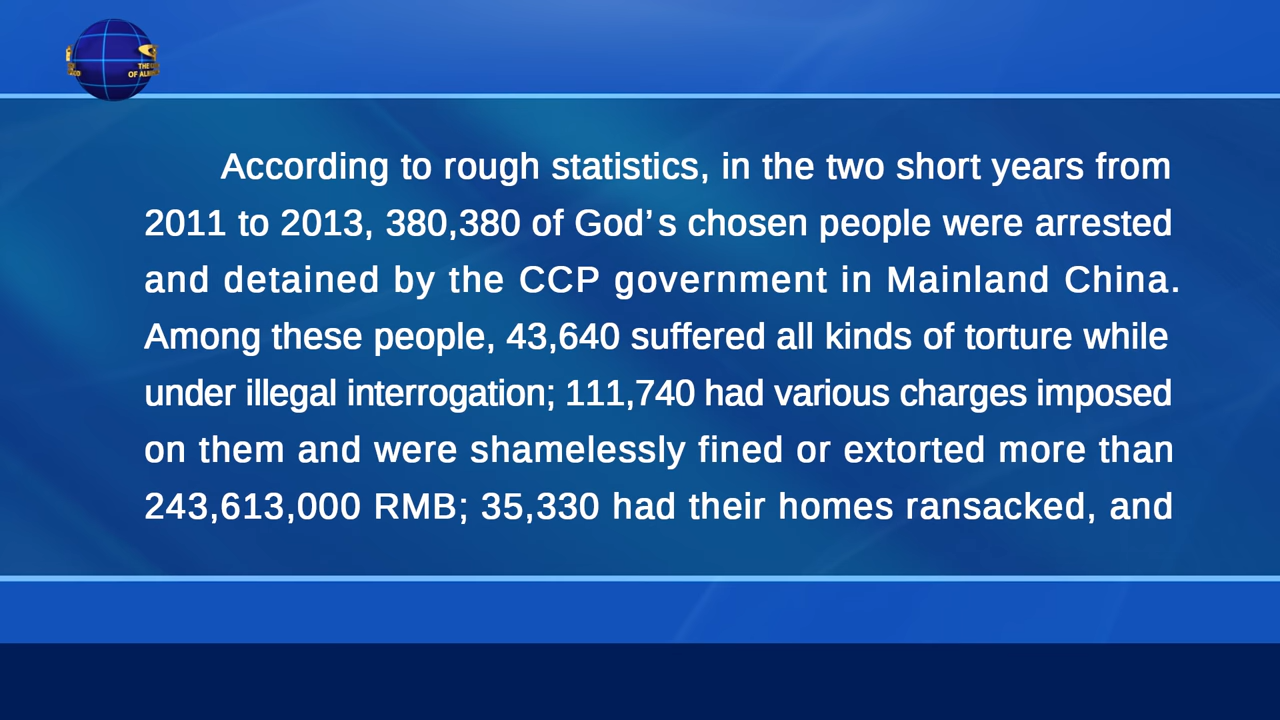 THE
OF AL
According to rough statistics, in the two short years from
2011 to 2013, 380,380 of God’s chosen people were arrested
and detained by the CCP government in Mainland China.
Among these people, 43,640 suffered all kinds of torture while
under illegal interrogation; 111,740 had various charges imposed
on them and were shamelessly fined or extorted more than
243,613,000 RMB; 35,330 had their homes ransacked, and